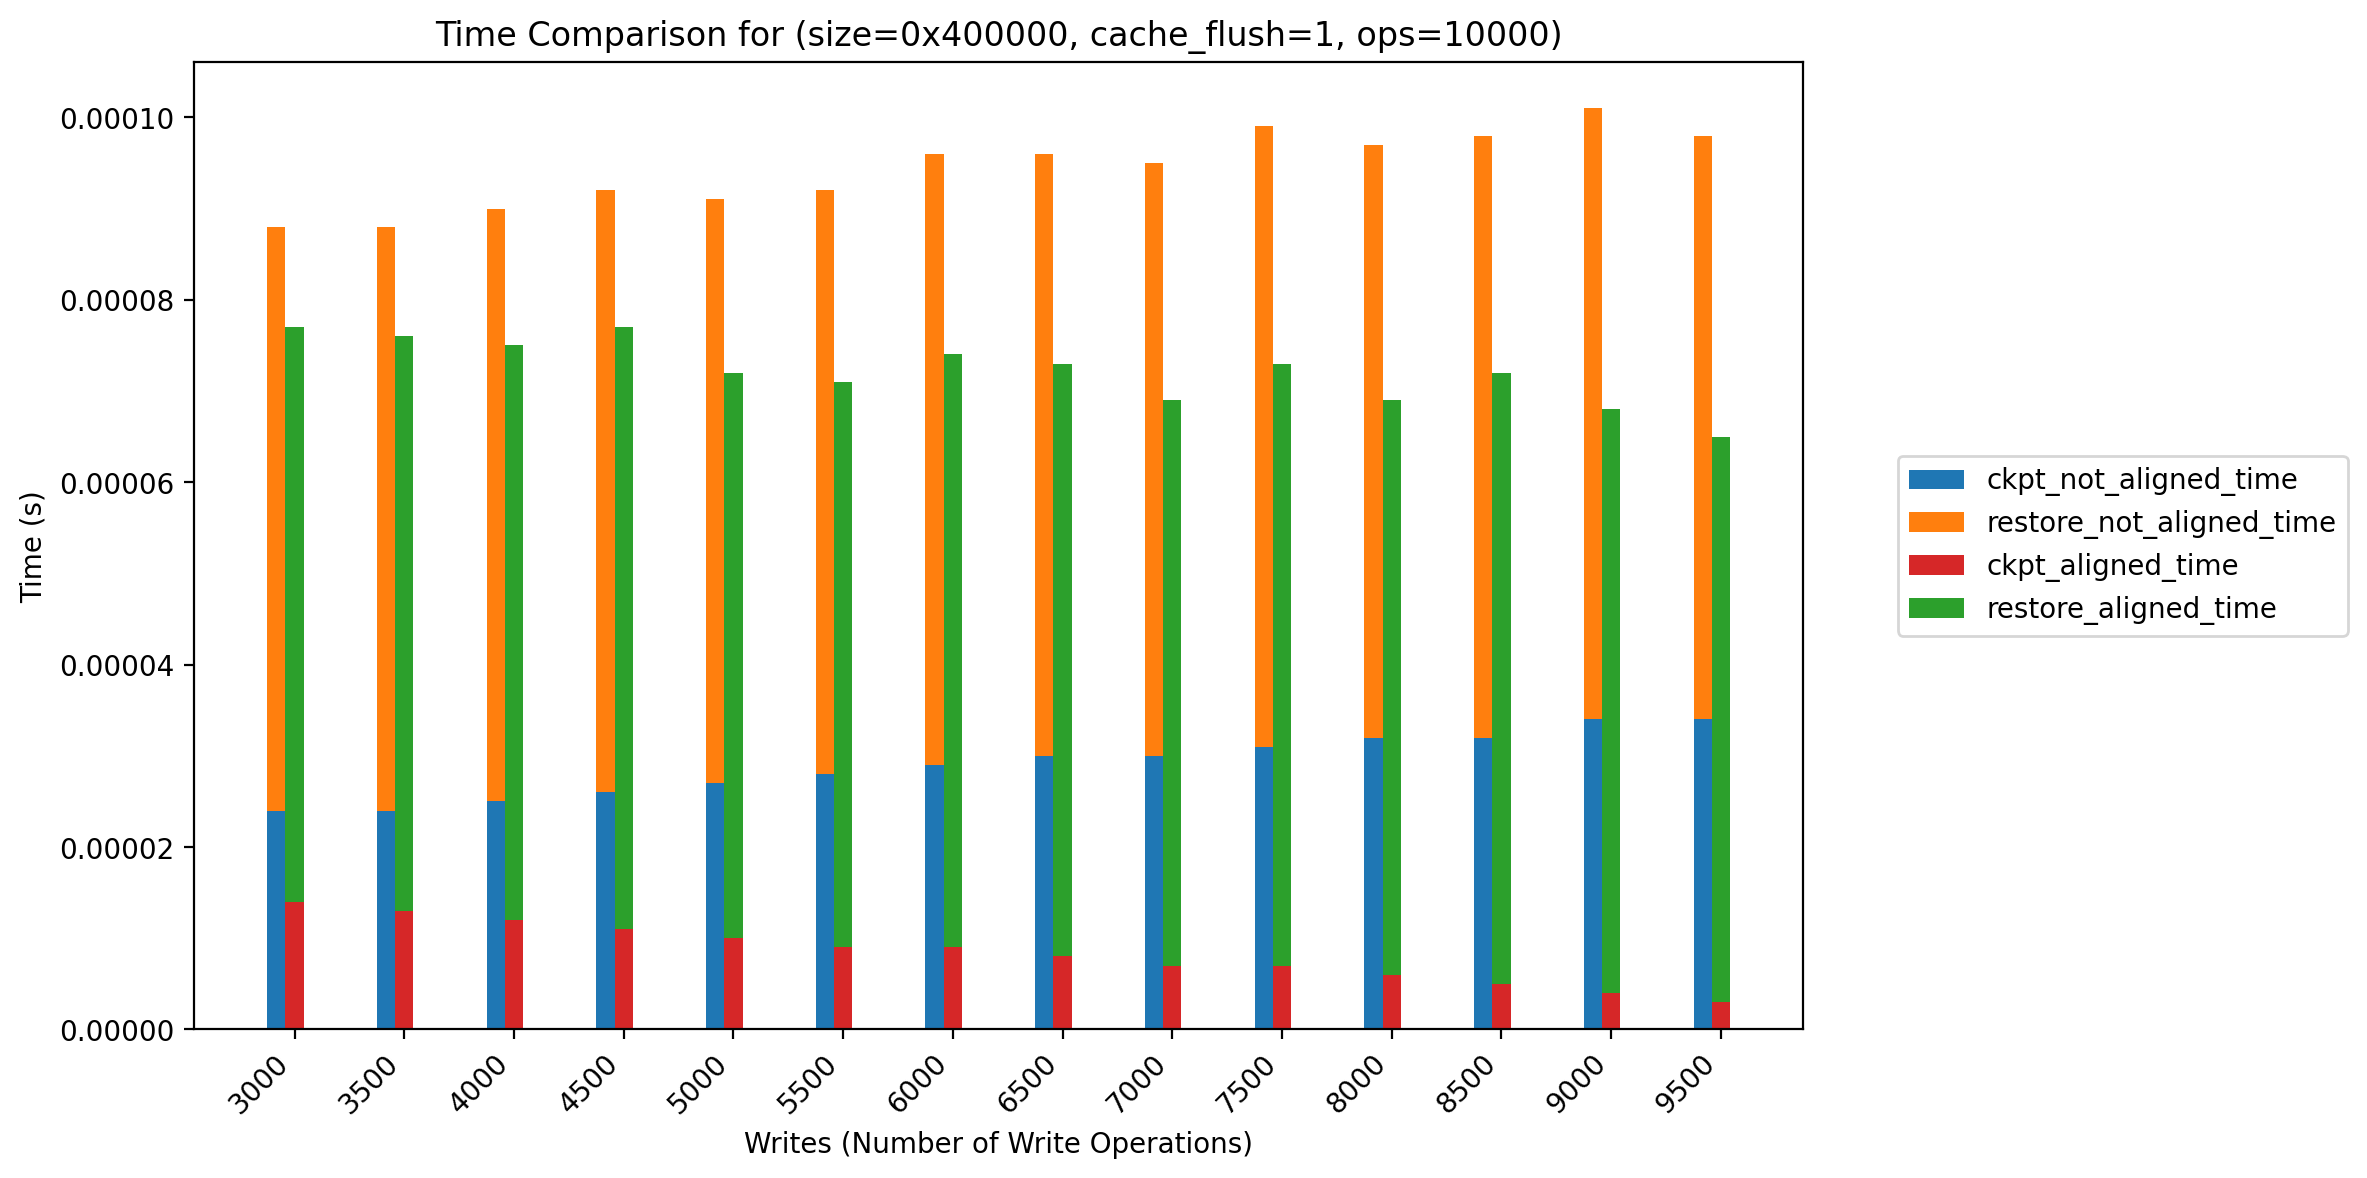 Time Comparison for (size=0x400000, cache_flush=1, ops=10000)
Time (s)
0.00010
0.00008
0.00006
0.00004
0.00002
0.00000
3000 3500 4000 4500 5000 5500 6000 6500 7000 7500 8000 8500 9000 9500
Writes (Number of Write Operations)
ckpt_not_aligned_time
restore_not_aligned_time
ckpt_aligned_time
restore_aligned_time